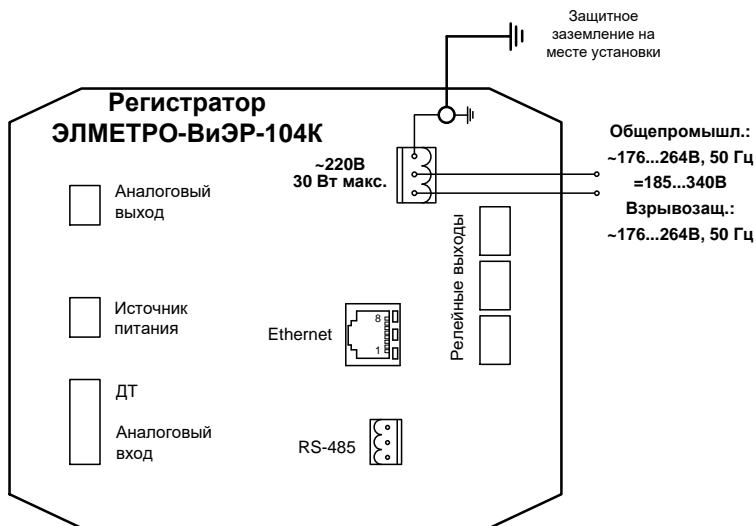 Защитное
заземление на
месте установки
Регистратор
ЭЛМЕТРО-ВиЭР-104К
Общепромышл.:
~176...264В, 50 Гц
=185...340В
Взрывозащ.:
~176...264В, 50 Гц
~220В
30 Вт макс.
Аналоговый
выход
Релейные выходы
Источник
питания
Ethernet
8
1
ДТ
Аналоговый
вход
RS-485